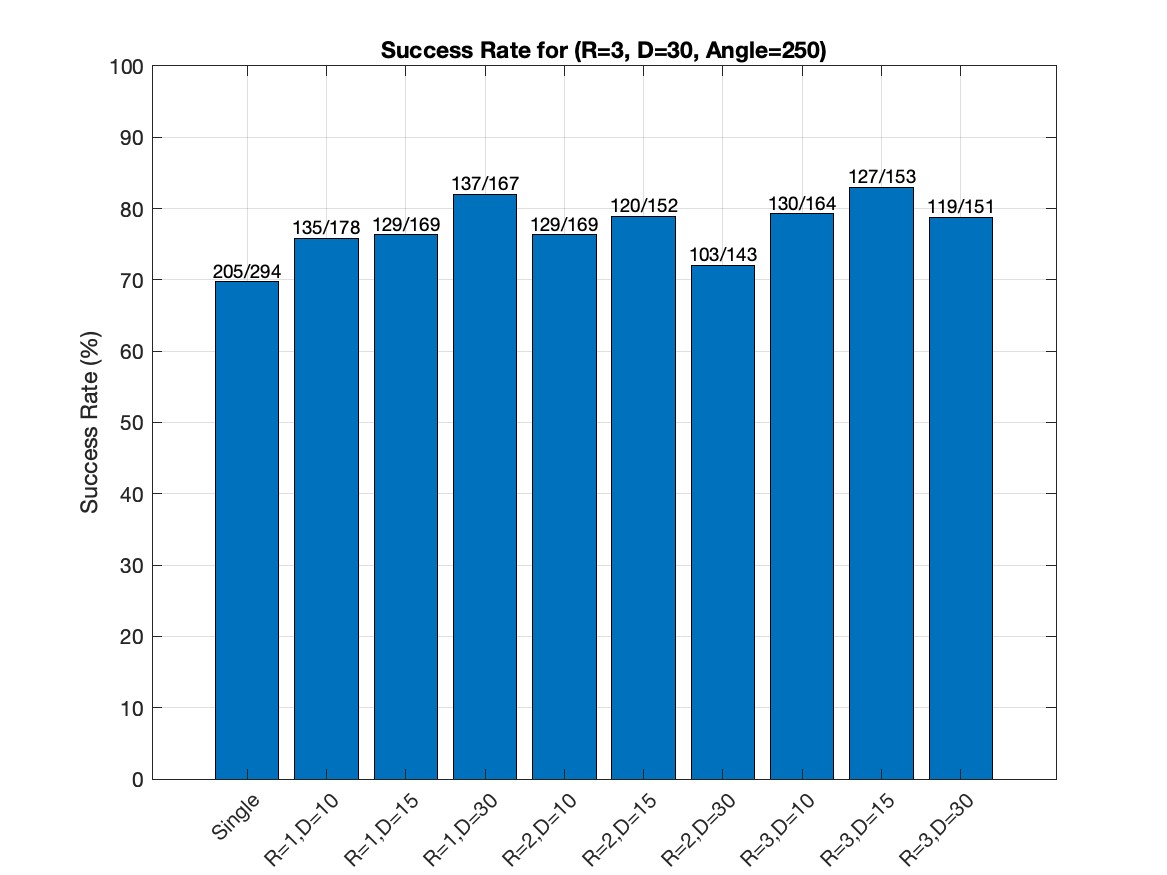 Success Rate for (R=3, D=30, Angle=250)
Success Rate (%)
100
90
80
70
60
50
40
30
20
10
0
205/294
135/178
129/169
137/167
129/169
120/152
103/143
130/164
127/153
119/151
Single
R=1,D=10
R=1,D=15
R=1,D=30
R=2,D=10
R=2,D=15
R=2,D=30
R=3,D=10
R=3,D=15
R=3,D=30